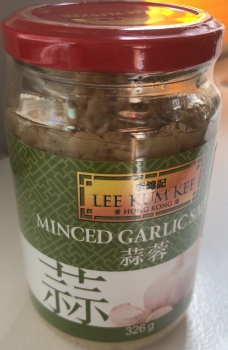 李錦記
LEE KUM KEE
HONG KONG
MINCED GARLIC
蒜蓉
蒜
326g